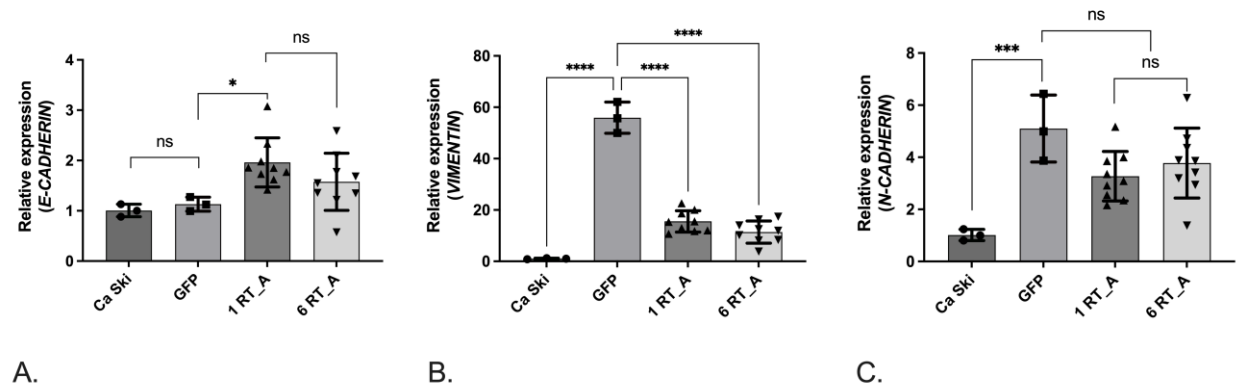 Relative expression
(E-CADHERIN)
4
3
2
1
0
ns
*
ns
Ca Ski
GFP
1 RT_A
6 RT_A
A.
Relative expression
(VIMENTIN)
80
60
40
20
0
****
****
****
Ca Ski
GFP
1 RT_A
6 RT_A
B.
Relative expression
(N-CADHERIN)
8
6
4
2
0
***
ns
ns
Ca Ski
GFP
1 RT_A
6 RT_A
C.